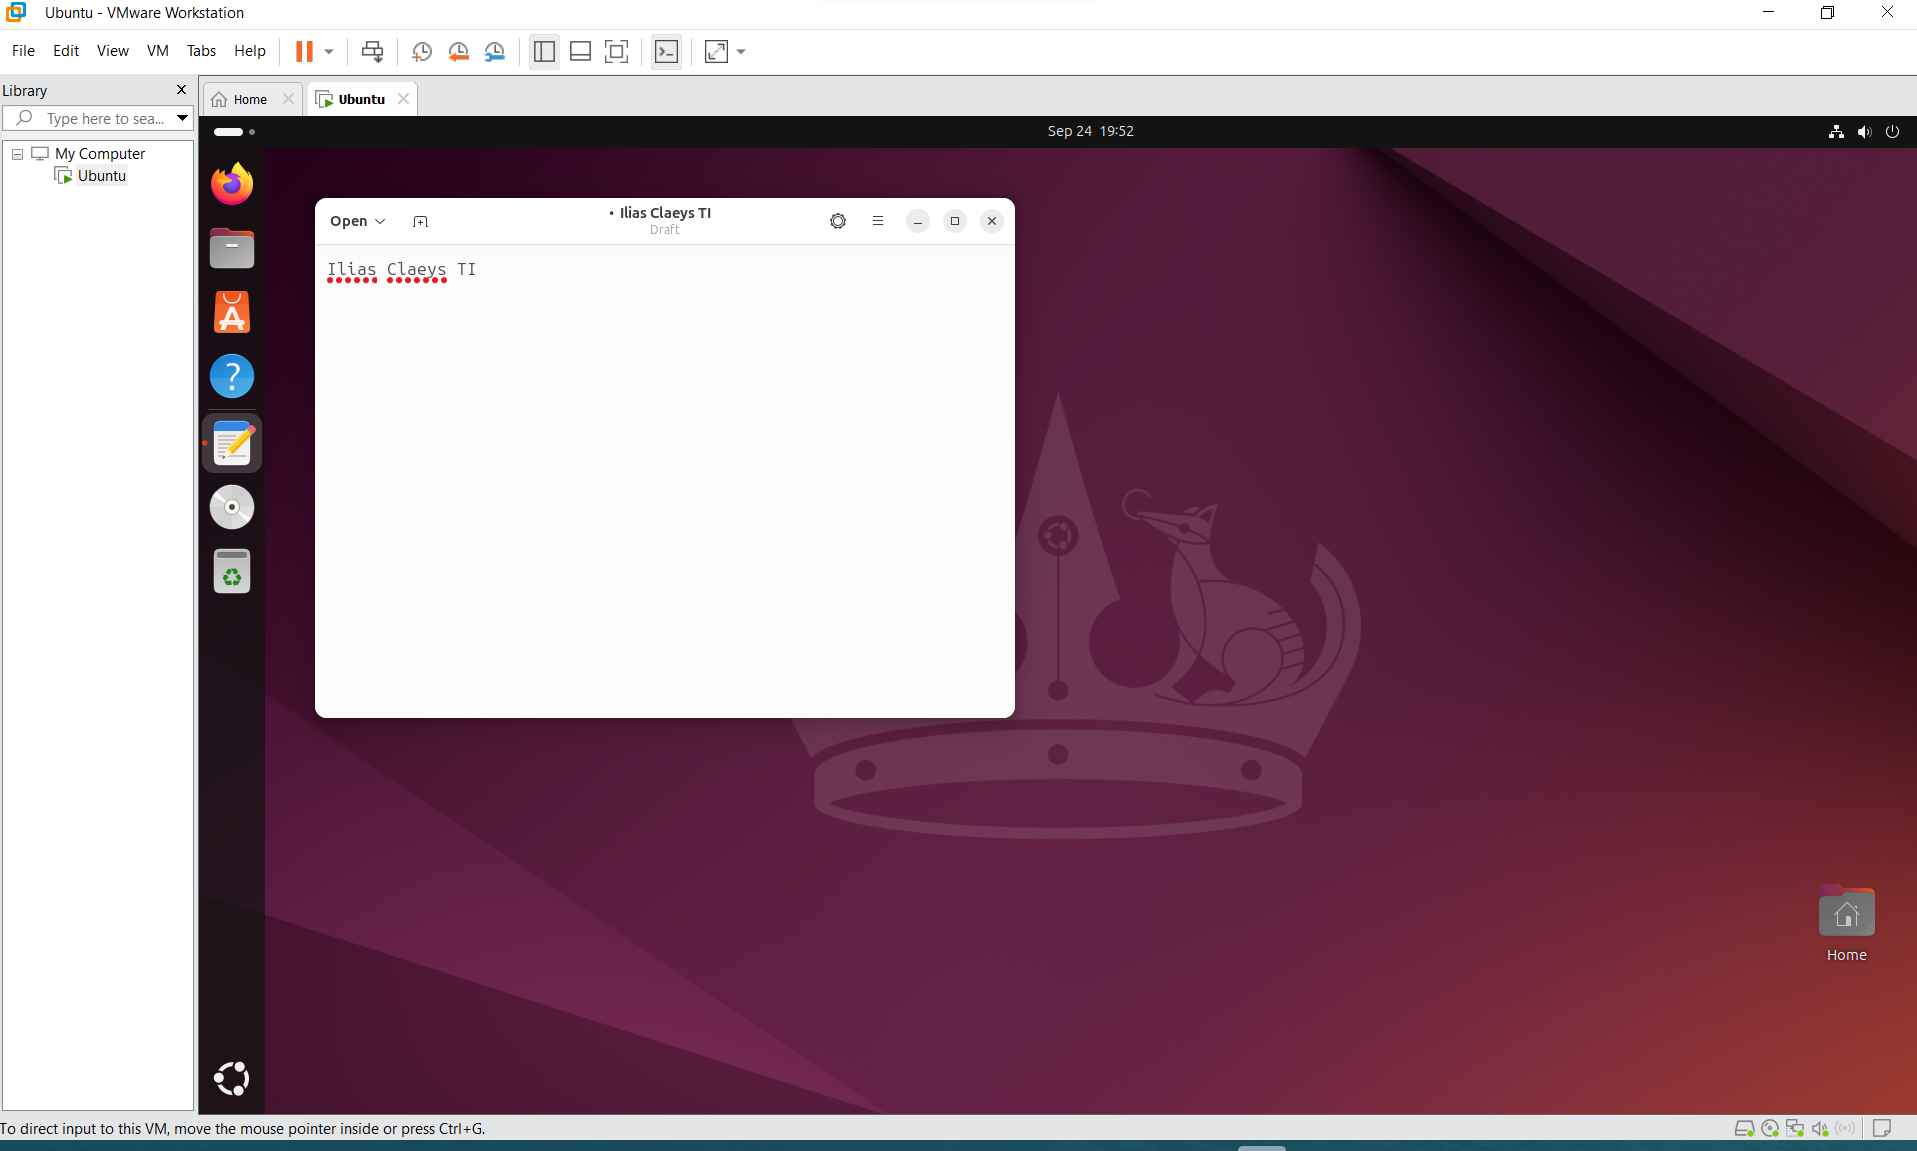 Ubuntu - VMware Workstation
File Edit View VM Tabs Help
Library
Type here to sea...
My Computer
Ubuntu
Home
Ubuntu
Sep 24 19:52
Open
• Ilias Claeys TI
Draft
Ilias Claeys TI
Home
To direct input to this VM, move the mouse pointer inside or press Ctrl+G.